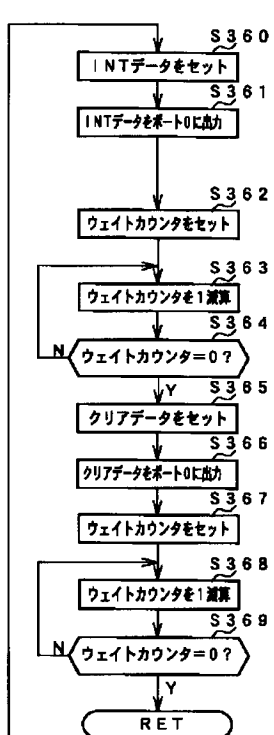 S360
INTデータをセット
S361
INTデータをポート0に出力
S362
ウェイトカウンタをセット
S363
ウェイトカウンタを1減算
S364
ウェイトカウンタ=0?
N
Y
S365
クリアデータをセット
S366
クリアデータをポート0に出力
S367
ウェイトカウンタをセット
S368
ウェイトカウンタを1減算
S369
ウェイトカウンタ=0?
N
Y
RET